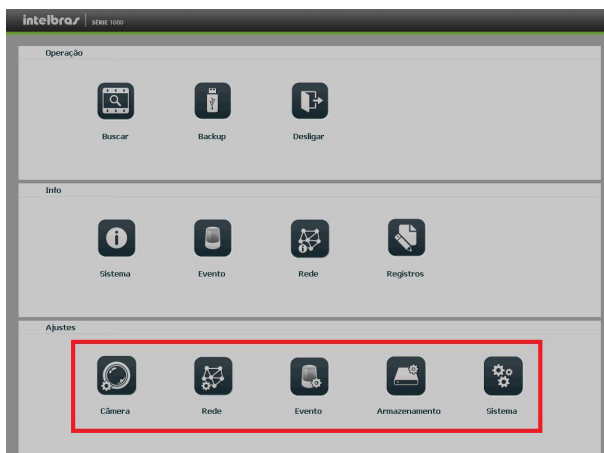 intelbras SÉRIE 1000
Operação
Buscar Backup Desligar
Info
Sistema Evento Rede Registros
Ajustes
Câmera Rede Evento Armazenamento Sistema